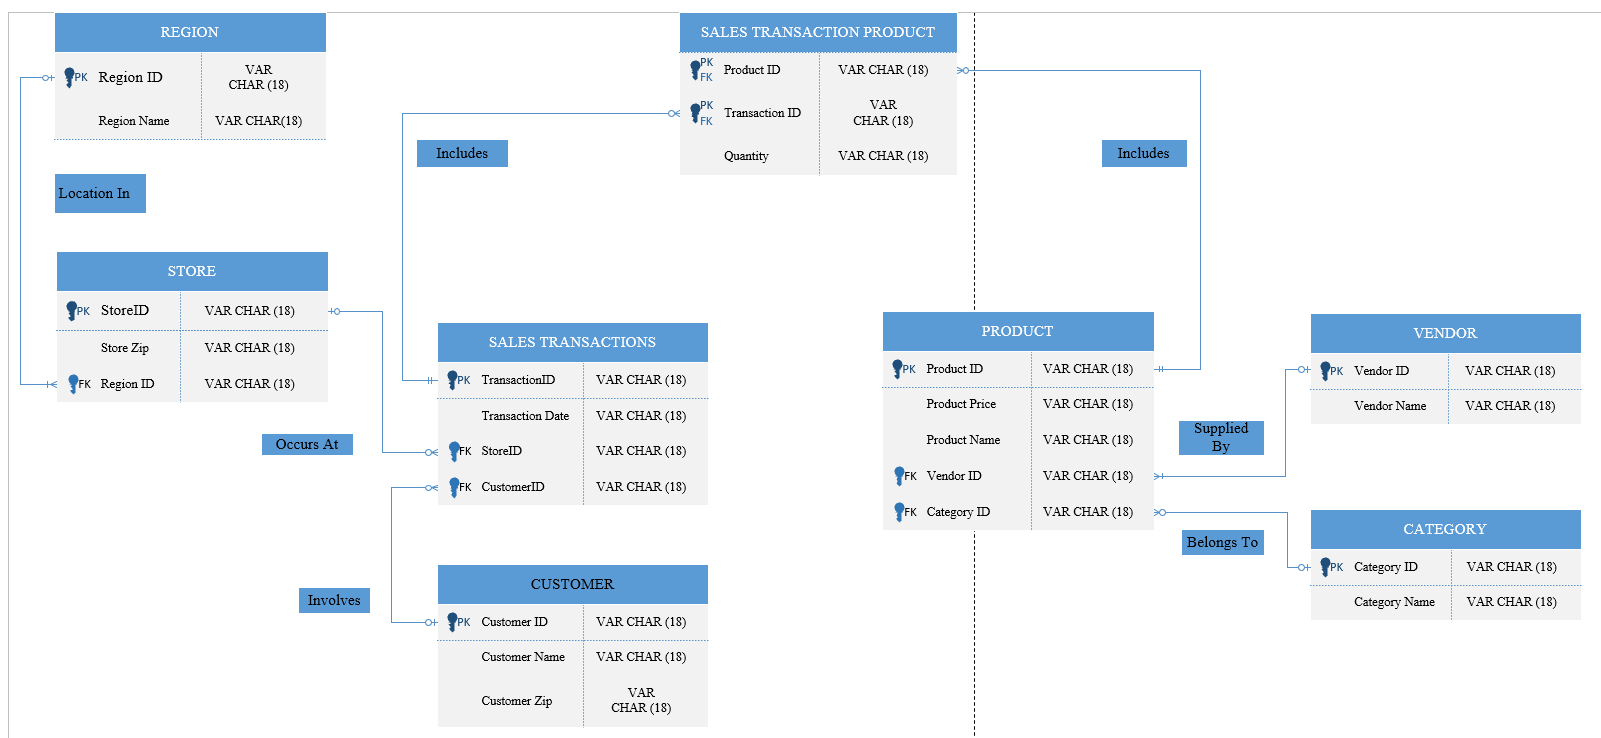 REGION
PK Region ID VAR
CHAR (18)
Region Name VAR CHAR(18)
Location In
STORE
PK StoreID VAR CHAR (18)
Store Zip VAR CHAR (18)
FK Region ID VAR CHAR (18)
Occurs At
Includes
SALES TRANSACTION PRODUCT
PK
FK Product ID VAR CHAR (18)
PK
FK Transaction ID VAR
CHAR (18)
Quantity VAR CHAR (18)
Includes
SALES TRANSACTIONS
PK TransactionID VAR CHAR (18)
Transaction Date VAR CHAR (18)
FK StoreID VAR CHAR (18)
FK CustomerID VAR CHAR (18)
Involves
CUSTOMER
PK Customer ID VAR CHAR (18)
Customer Name VAR CHAR (18)
Customer Zip VAR
CHAR (18)
PRODUCT
PK Product ID VAR CHAR (18)
Product Price VAR CHAR (18)
Product Name VAR CHAR (18)
FK Vendor ID VAR CHAR (18)
FK Category ID VAR CHAR (18)
Supplied
By
Belongs To
VENDOR
PK Vendor ID VAR CHAR (18)
Vendor Name VAR CHAR (18)
CATEGORY
PK Category ID VAR CHAR (18)
Category Name VAR CHAR (18)